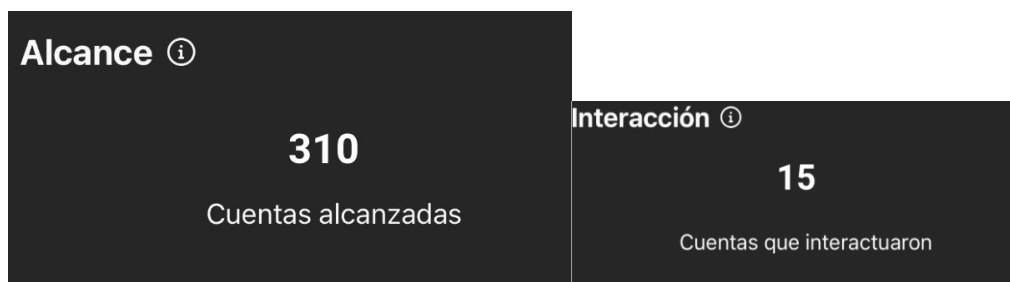 Alcance
310
Cuentas alcanzadas
Interacción
15
Cuentas que interactuaron